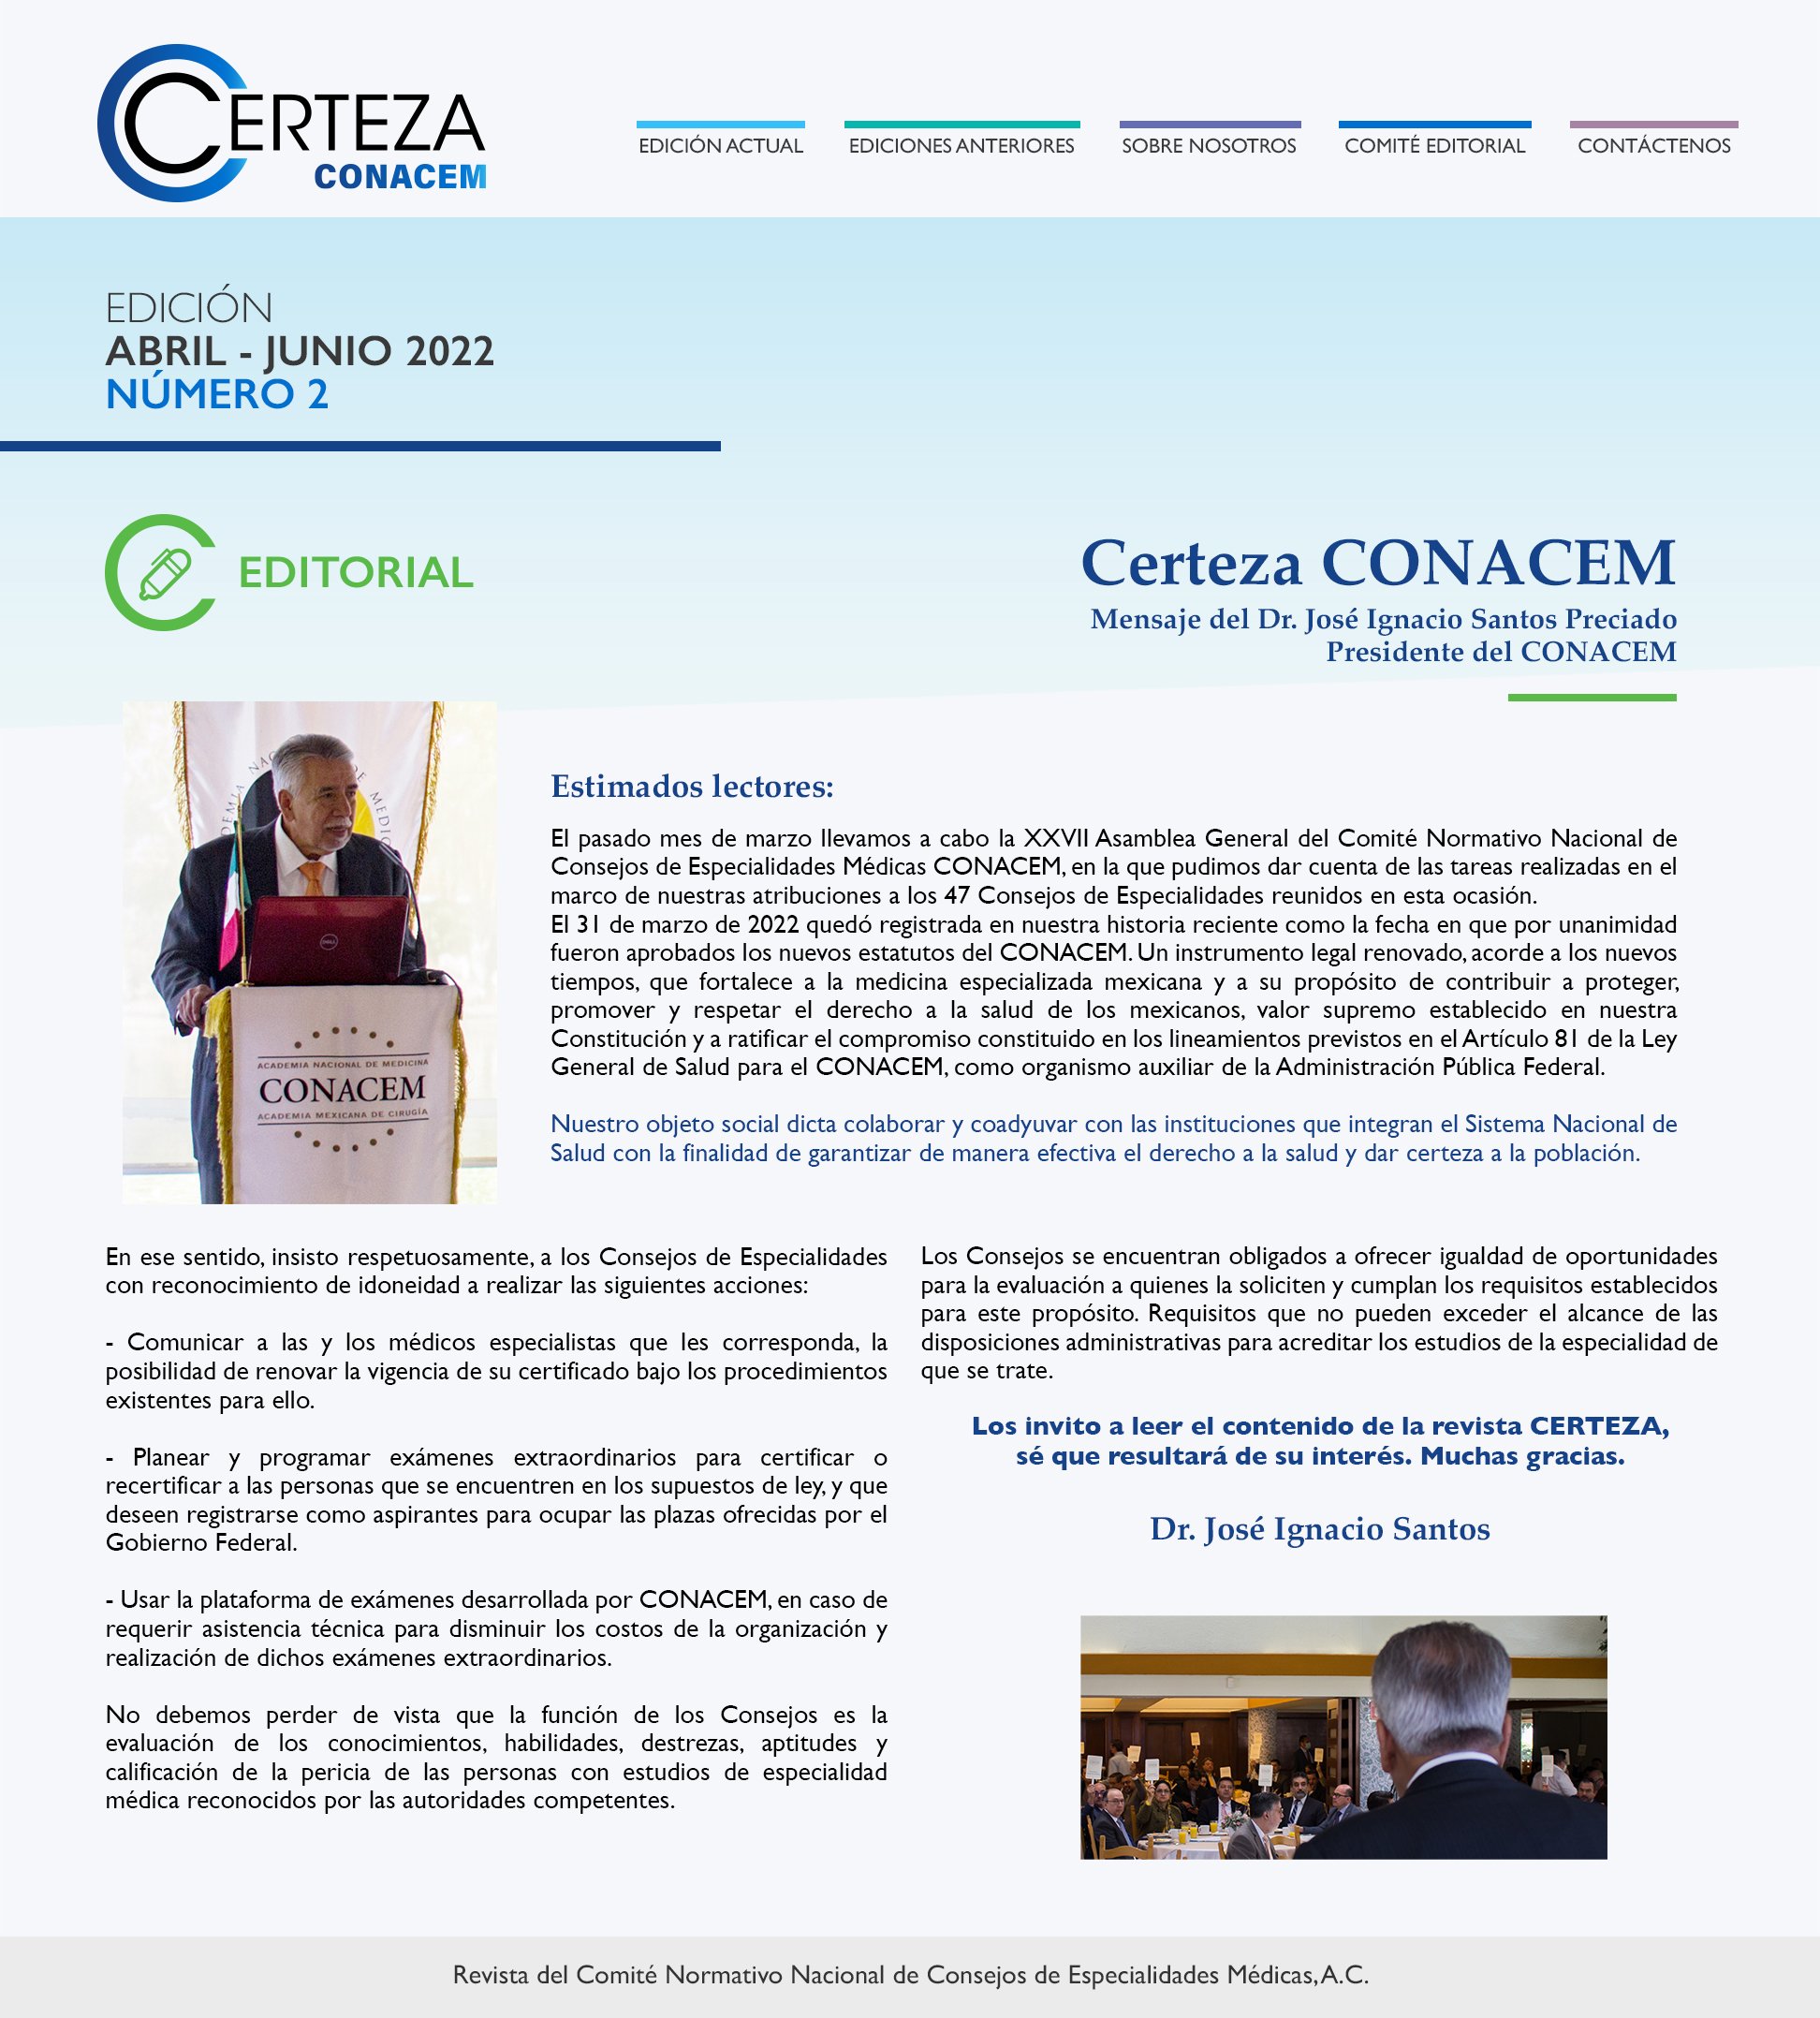 CERTEZA
CONACEM
EDICIÓN ACTUAL
EDICIONES ANTERIORES
SOBRE NOSOTROS
COMITÉ EDITORIAL
CONTÁCTENOS
EDICIÓN
ABRIL - JUNIO 2022
NÚMERO 2
EDITORIAL
Certeza CONACEM
Mensaje del Dr. José Ignacio Santos Preciado
Presidente del CONACEM
DELL
ACADEMIA NACIONAL DE MEDICINA
CONACEM
ACADEMIA MEXICANA DE CIRUGÍA
Estimados lectores:
El pasado mes de marzo llevamos a cabo la XXVII Asamblea General del Comité Normativo Nacional de
Consejos de Especialidades Médicas CONACEM, en la que pudimos dar cuenta de las tareas realizadas en el
marco de nuestras atribuciones a los 47 Consejos de Especialidades reunidos en esta ocasión.
El 31 de marzo de 2022 quedó registrada en nuestra historia reciente como la fecha en que por unanimidad
fueron aprobados los nuevos estatutos del CONACEM. Un instrumento legal renovado, acorde a los nuevos
tiempos, que fortalece a la medicina especializada mexicana y a su propósito de contribuir a proteger,
promover y respetar el derecho a la salud de los mexicanos, valor supremo establecido en nuestra
Constitución y a ratificar el compromiso constituido en los lineamientos previstos en el Artículo 81 de la Ley
General de Salud para el CONACEM, como organismo auxiliar de la Administración Pública Federal.
Nuestro objeto social dicta colaborar y coadyuvar con las instituciones que integran el Sistema Nacional de
Salud con la finalidad de garantizar de manera efectiva el derecho a la salud y dar certeza a la población.
En ese sentido, insisto respetuosamente, a los Consejos de Especialidades
con reconocimiento de idoneidad a realizar las siguientes acciones:
- Comunicar a las y los médicos especialistas que les corresponda, la
posibilidad de renovar la vigencia de su certificado bajo los procedimientos
existentes para ello.
- Planear y programar exámenes extraordinarios para certificar o
recertificar a las personas que se encuentren en los supuestos de ley, y que
deseen registrarse como aspirantes para ocupar las plazas ofrecidas por el
Gobierno Federal.
- Usar la plataforma de exámenes desarrollada por CONACEM, en caso de
requerir asistencia técnica para disminuir los costos de la organización y
realización de dichos exámenes extraordinarios.
No debemos perder de vista que la función de los Consejos es la
evaluación de los conocimientos, habilidades, destrezas, aptitudes y
calificación de la pericia de las personas con estudios de especialidad
médica reconocidos por las autoridades competentes.
Los Consejos se encuentran obligados a ofrecer igualdad de oportunidades
para la evaluación a quienes la soliciten y cumplan los requisitos establecidos
para este propósito. Requisitos que no pueden exceder el alcance de las
disposiciones administrativas para acreditar los estudios de la especialidad de
que se trate.
Los invito a leer el contenido de la revista CERTEZA,
sé que resultará de su interés. Muchas gracias.
Dr. José Ignacio Santos
Revista del Comité Normativo Nacional de Consejos de Especialidades Médicas, A.C.